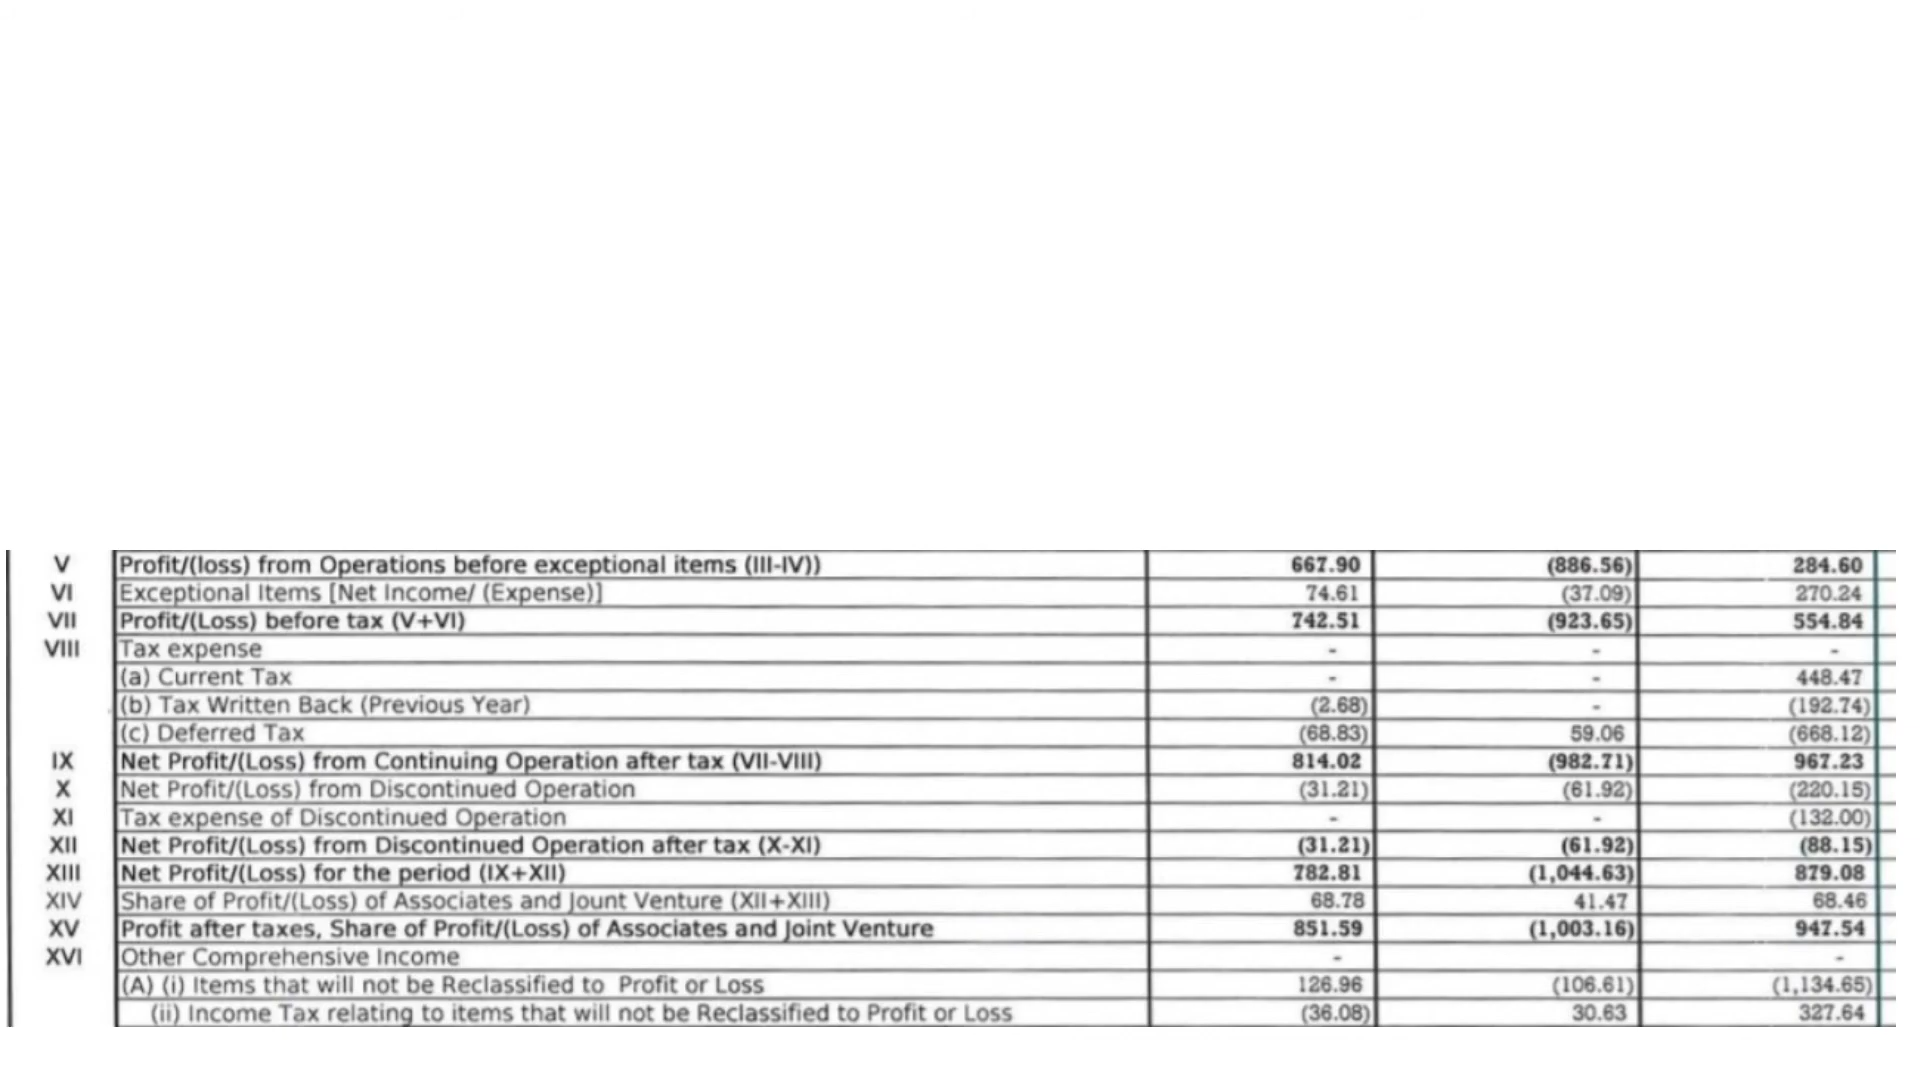 V Profit/(loss) from Operations before exceptional items (III-IV)) 667.90 (886.56) 284.60
VI Exceptional Items [Net Income/ (Expense)] 74.61 (37.09) 270.24
VII Profit/(Loss) before tax (V+VI) 742.51 (923.65) 554.84
VIII Tax expense - - -
(a) Current Tax - - 448.47
(b) Tax Written Back (Previous Year) (2.68) - (192.74)
(c) Deferred Tax (68.83) 59.06 (668.12)
IX Net Profit/(Loss) from Continuing Operation after tax (VII-VIII) 814.02 (982.71) 967.23
X Net Profit/(Loss) from Discontinued Operation (31.21) (61.92) (220.15)
XI Tax expense of Discontinued Operation - - (132.00)
XII Net Profit/(Loss) from Discontinued Operation after tax (X-XI) (31.21) (61.92) (88.15)
XIII Net Profit/(Loss) for the period (IX+XII) 782.81 (1,044.63) 879.08
XIV Share of Profit/(Loss) of Associates and Jount Venture (XII+XIII) 68.78 41.47 68.46
XV Profit after taxes, Share of Profit/(Loss) of Associates and Joint Venture 851.59 (1,003.16) 947.54
XVI Other Comprehensive Income - -
(A) (i) Items that will not be Reclassified to Profit or Loss 126.96 (106.61) (1,134.65)
(ii) Income Tax relating to items that will not be Reclassified to Profit or Loss (36.08) 30.63 327.64